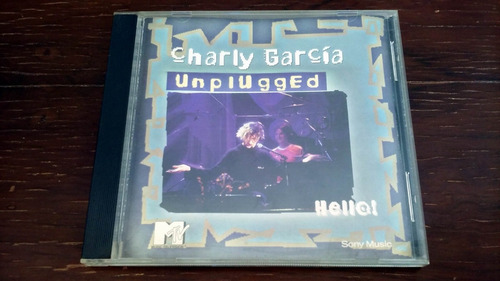 Charly García
UnplUggEd
Hello!
MTV
Sony Music